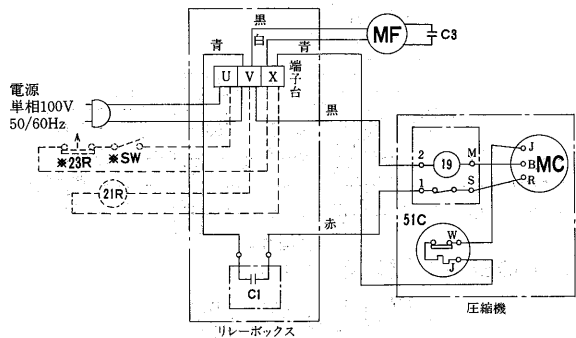 黒
白
青
青
MF
C3
U V X
端子台
電源
単相100V
50/60Hz
※23R
※SW
21R
黒
赤
C1
リレーボックス
2
19
M
1
S
J
B
R
MC
51C
W
J
圧縮機